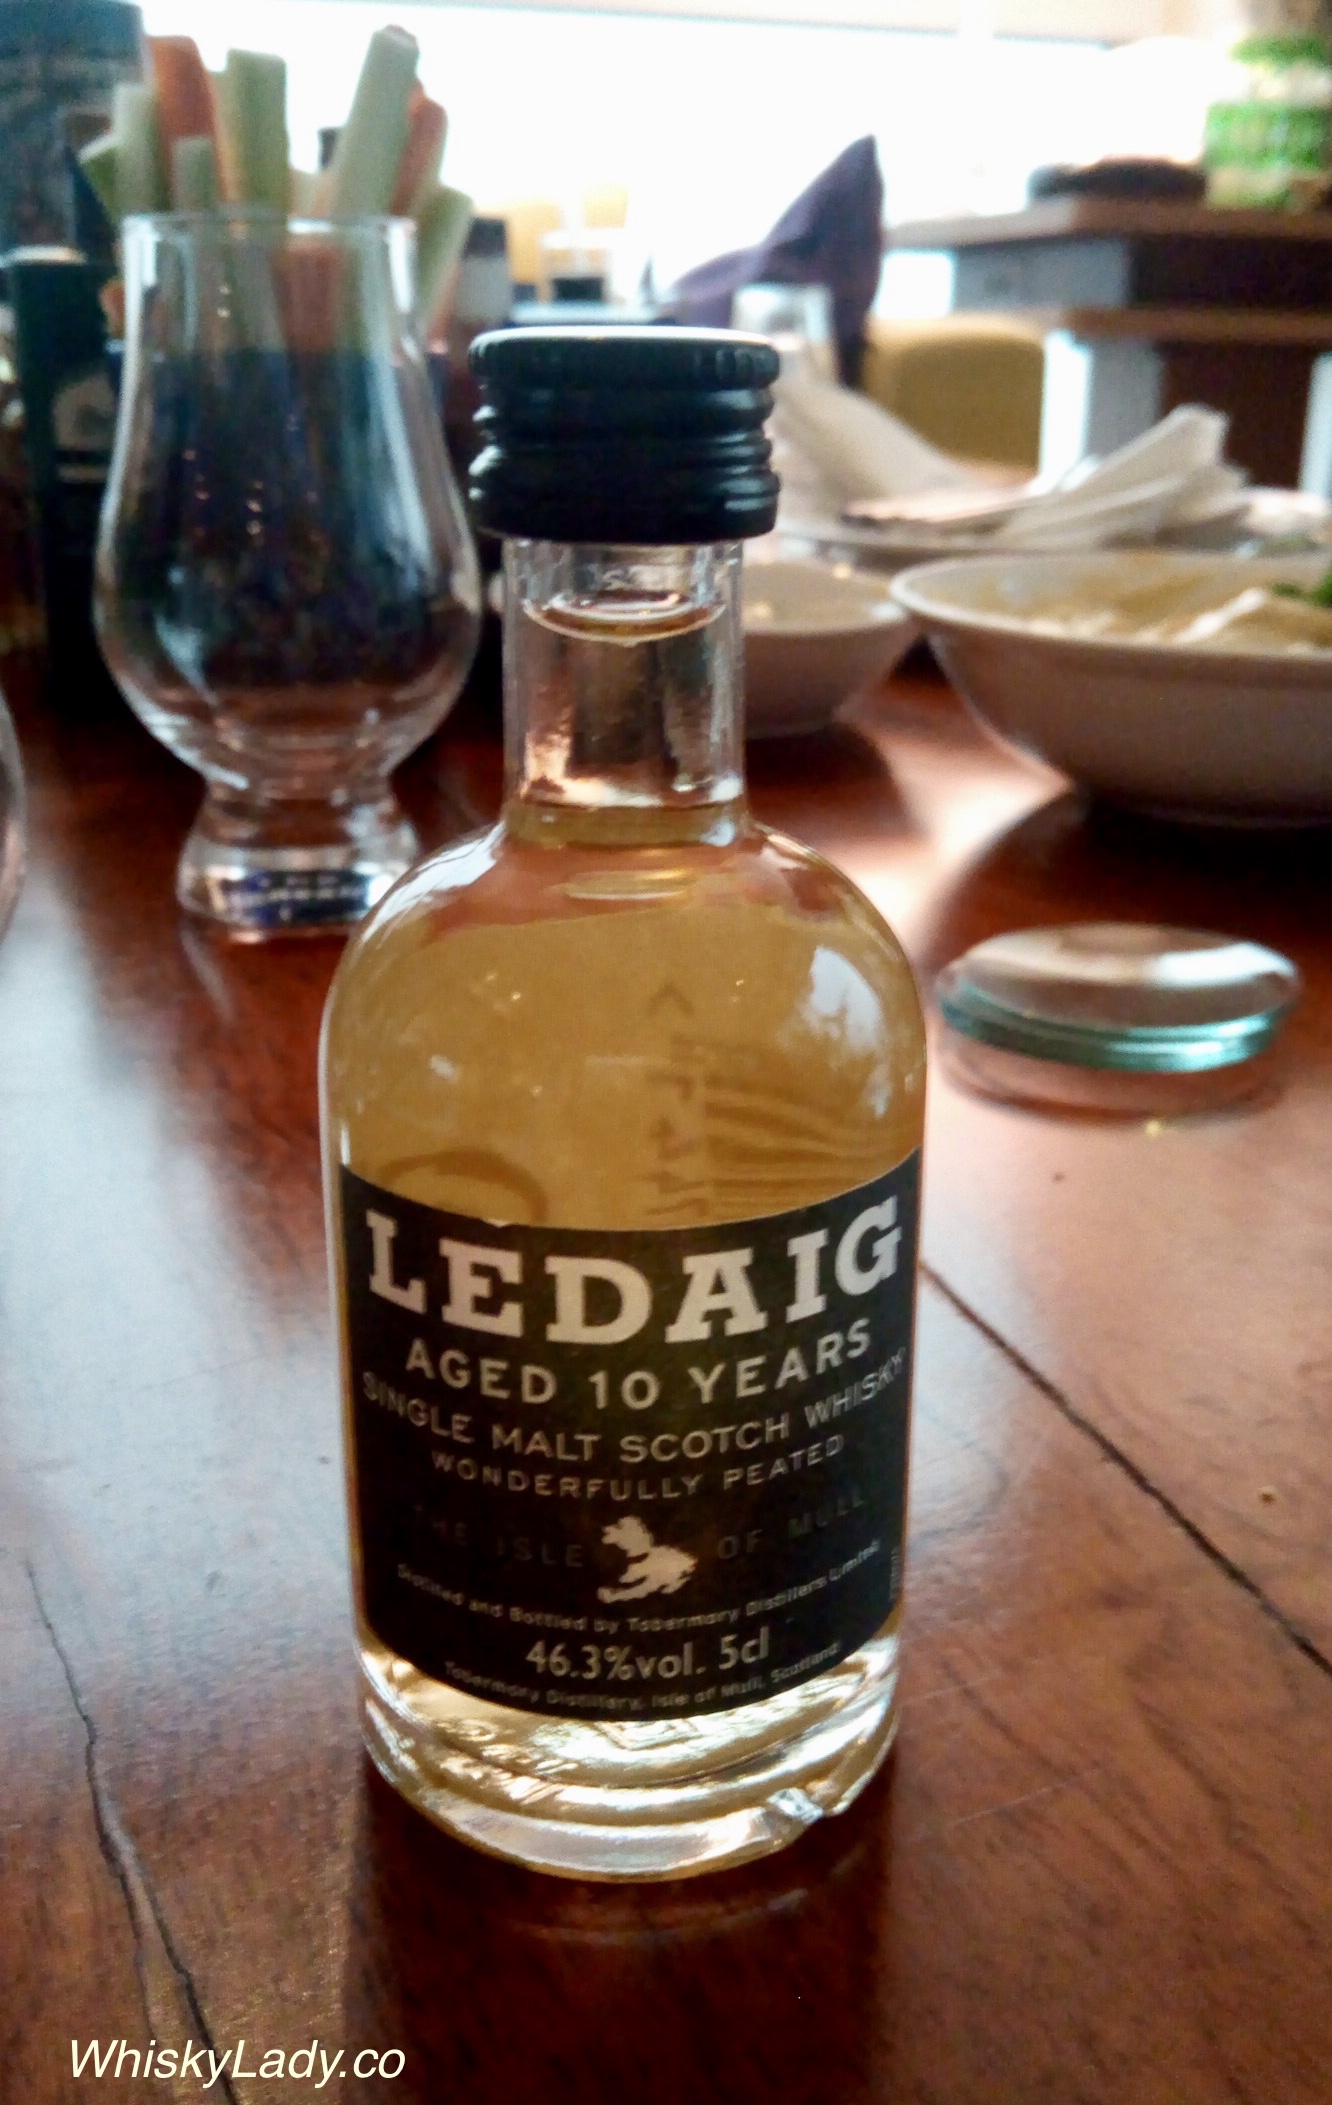 LEDAIG
AGED 10 YEARS
SINGLE MALT SCOTCH WHISKY
WONDERFULLY PEATED
THE ISLE OF MULL
Distilled and Bottled by Tobermory Distillers Limited
46.3%vol. 5cl
Tobermory Distillery, Isle of Mull, Scotland
WhiskyLady.co